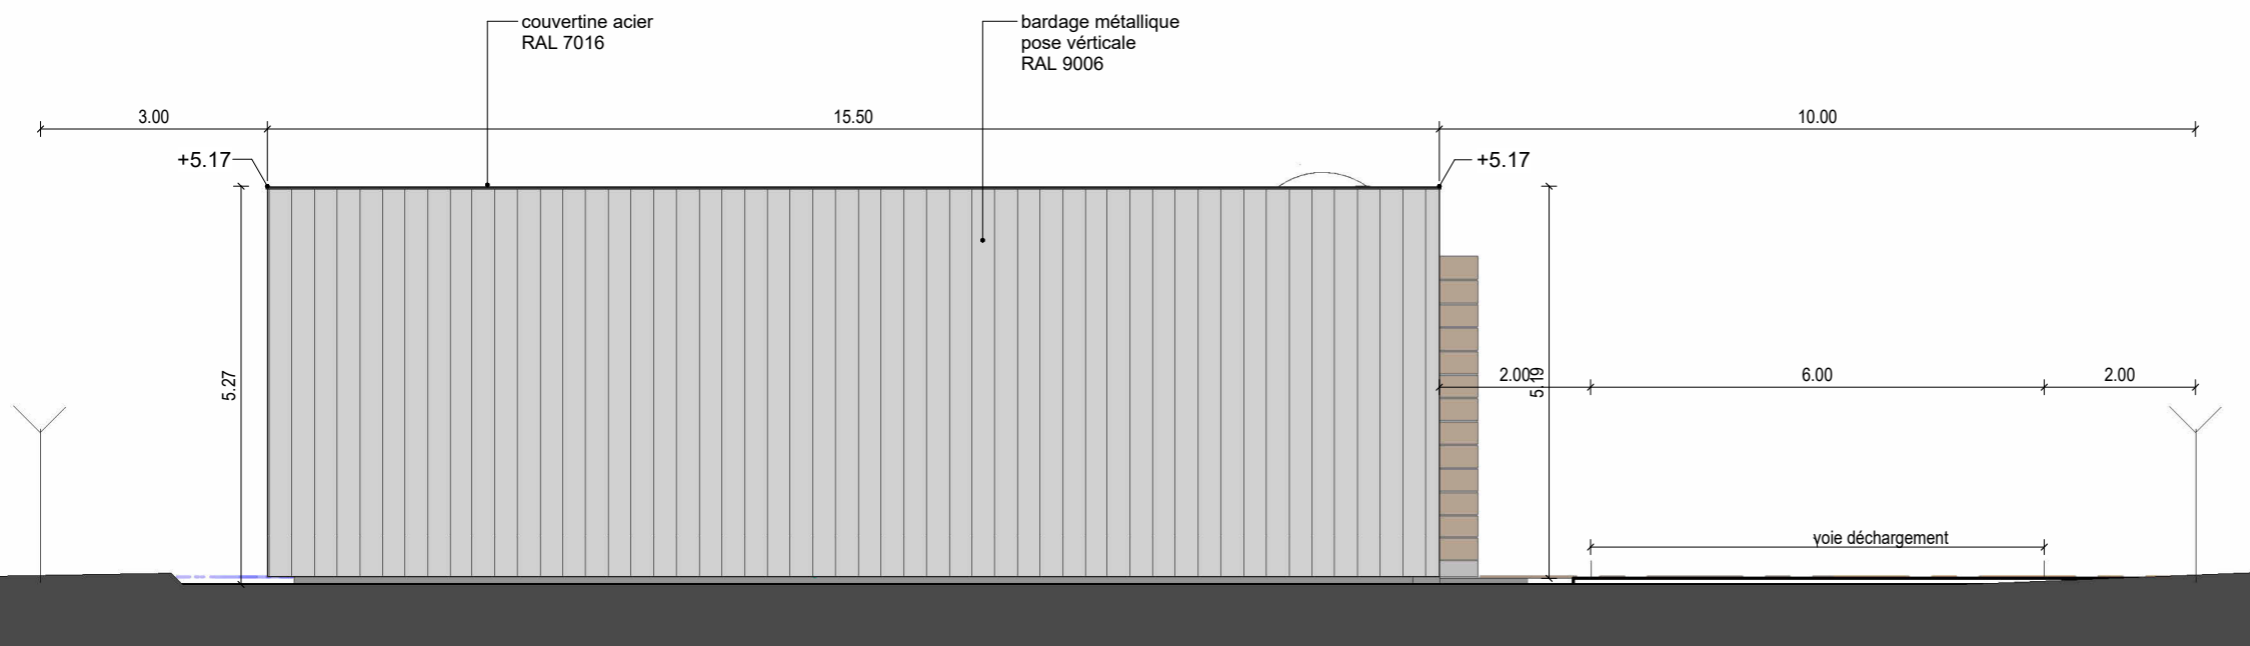 couvertine acier
RAL 7016
bardage métallique
pose vérticale
RAL 9006
3.00
15.50
10.00
+5.17
+5.17
5.27
2.00
5.19
6.00
2.00
voie déchargement